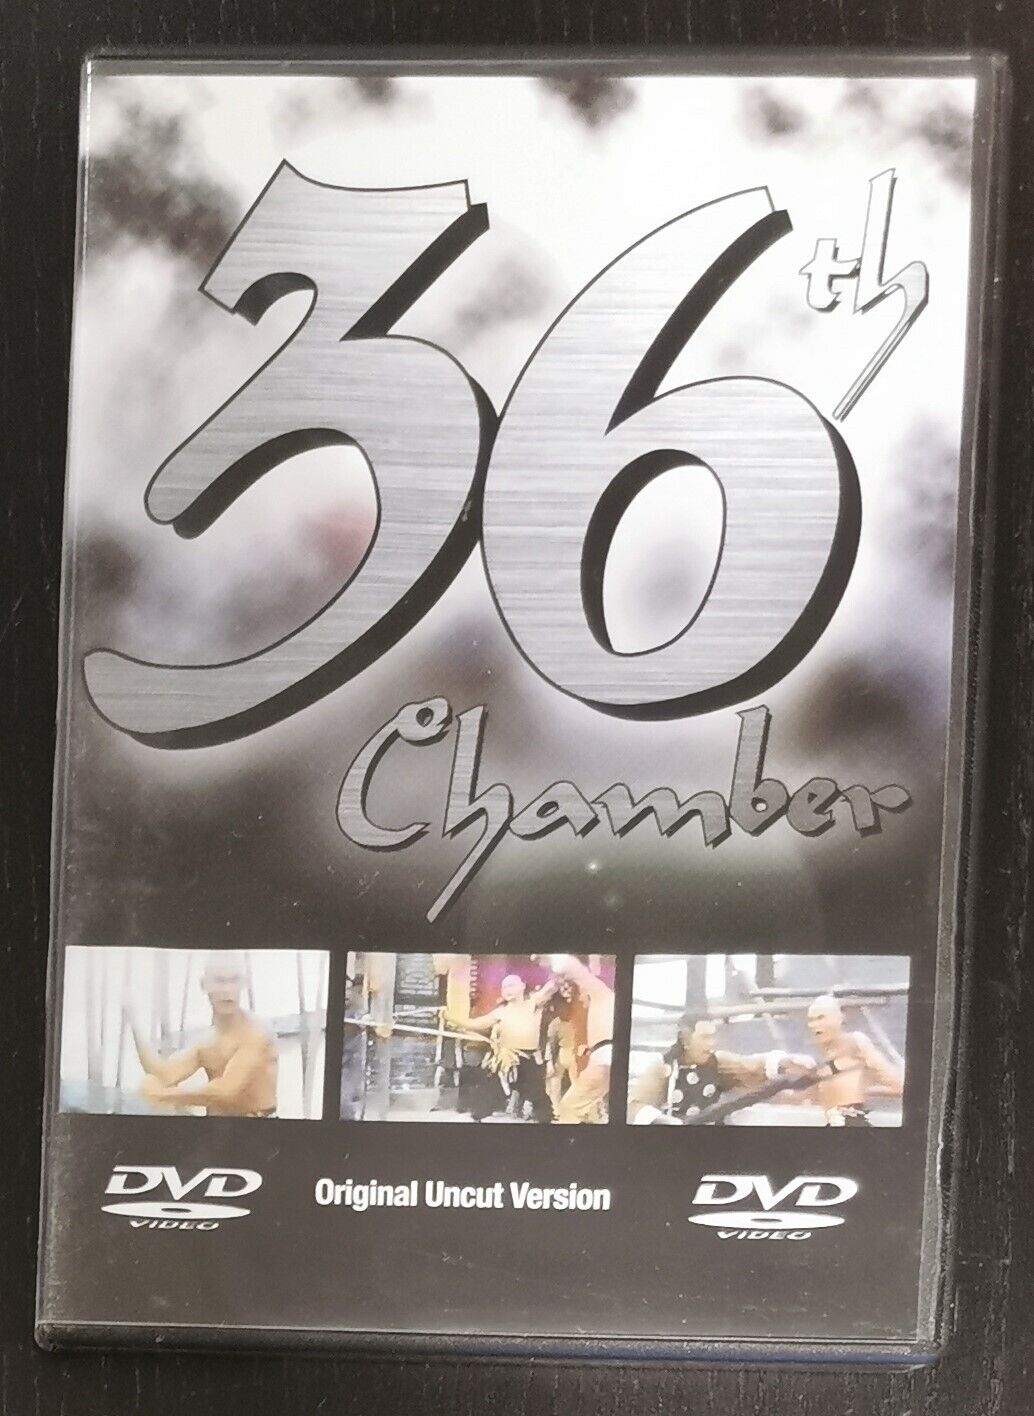 36th
Chamber
DVD VIDEO
Original Uncut Version
DVD VIDEO